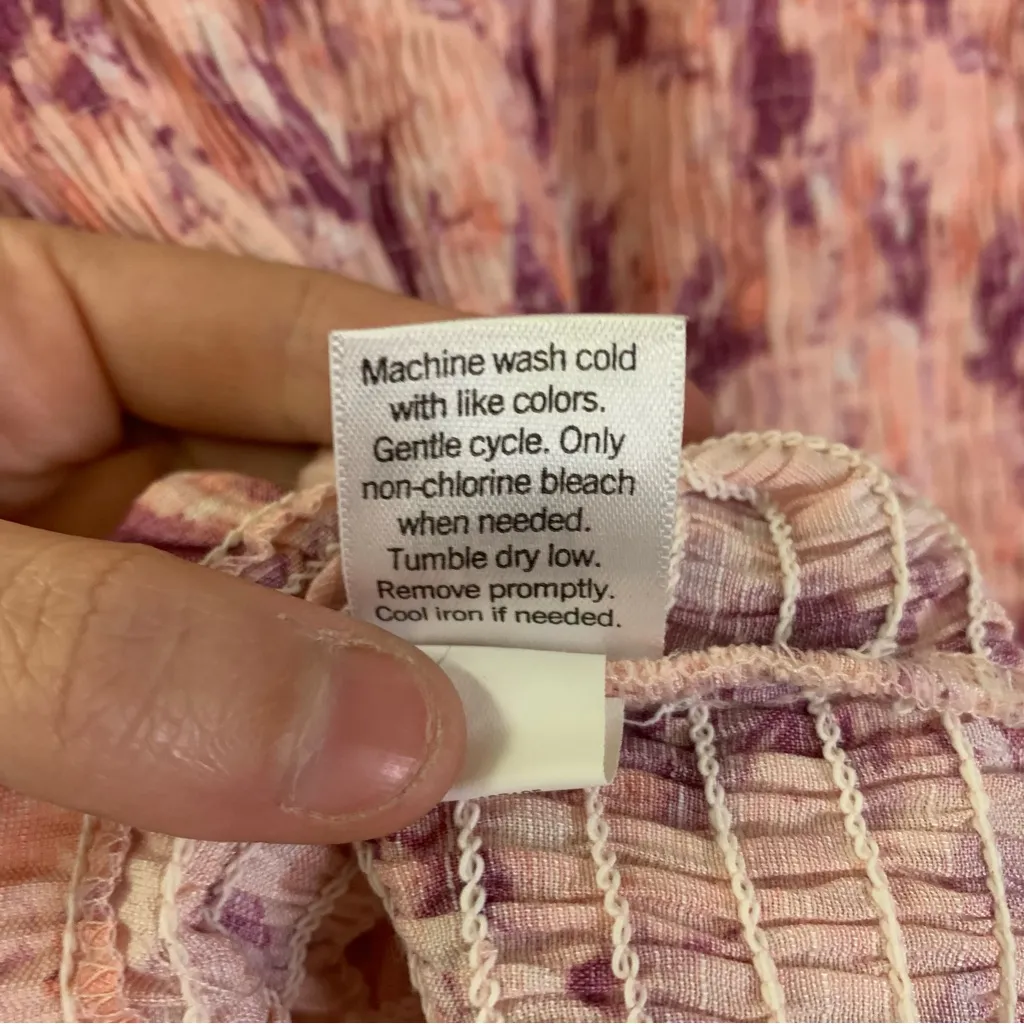 Machine wash cold
with like colors.
Gentle cycle. Only
non-chlorine bleach
when needed.
Tumble dry low.
Remove promptly.
Cool iron if needed.